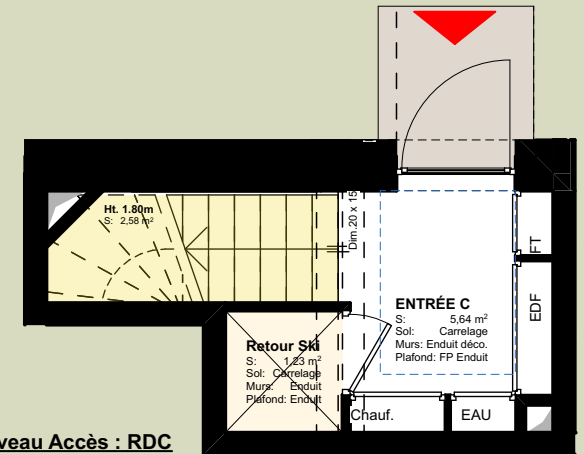 Ht. 1.80m
S: 2,58 m²
Dim.20 x 15
FT
ENTRÉE C
S: 5,64 m²
Sol: Carrelage
Murs: Enduit déco.
Plafond: FP Enduit
EDF
Retour Ski
S: 1,23 m²
Sol: Carrelage
Murs: Enduit
Plafond: Enduit
Chauf.
EAU
veau Accès : RDC